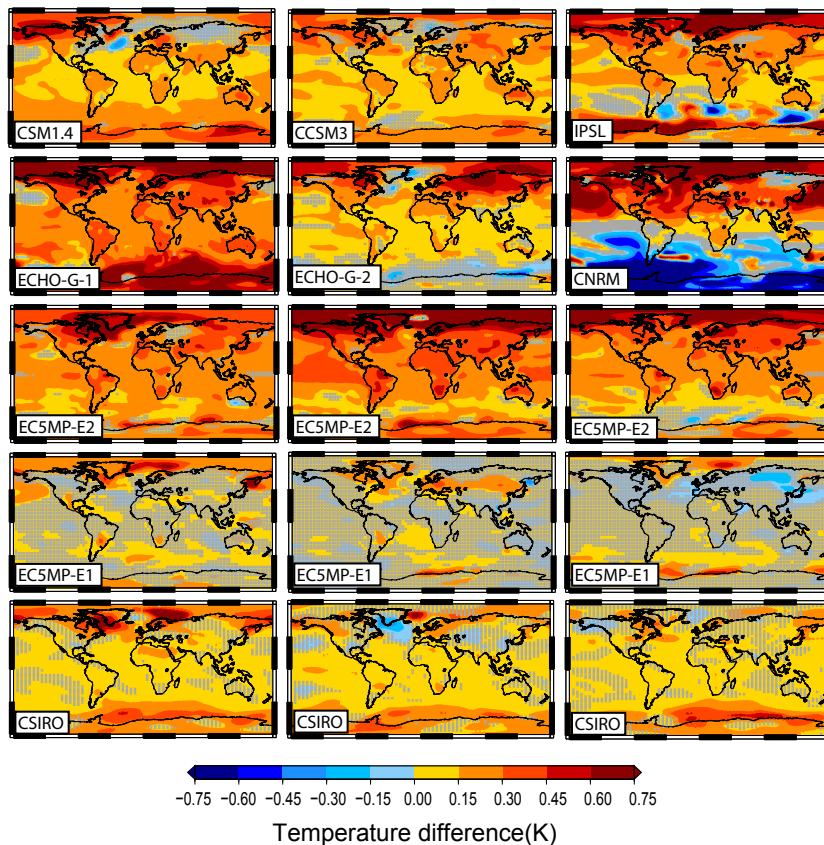 CSM1.4
CCSM3
IPSL
ECHO-G-1
ECHO-G-2
CNRM
EC5MP-E2
EC5MP-E2
EC5MP-E2
EC5MP-E1
EC5MP-E1
EC5MP-E1
CSIRO
CSIRO
CSIRO
−0.75 −0.60 −0.45 −0.30 −0.15 0.00 0.15 0.30 0.45 0.60 0.75
Temperature difference(K)